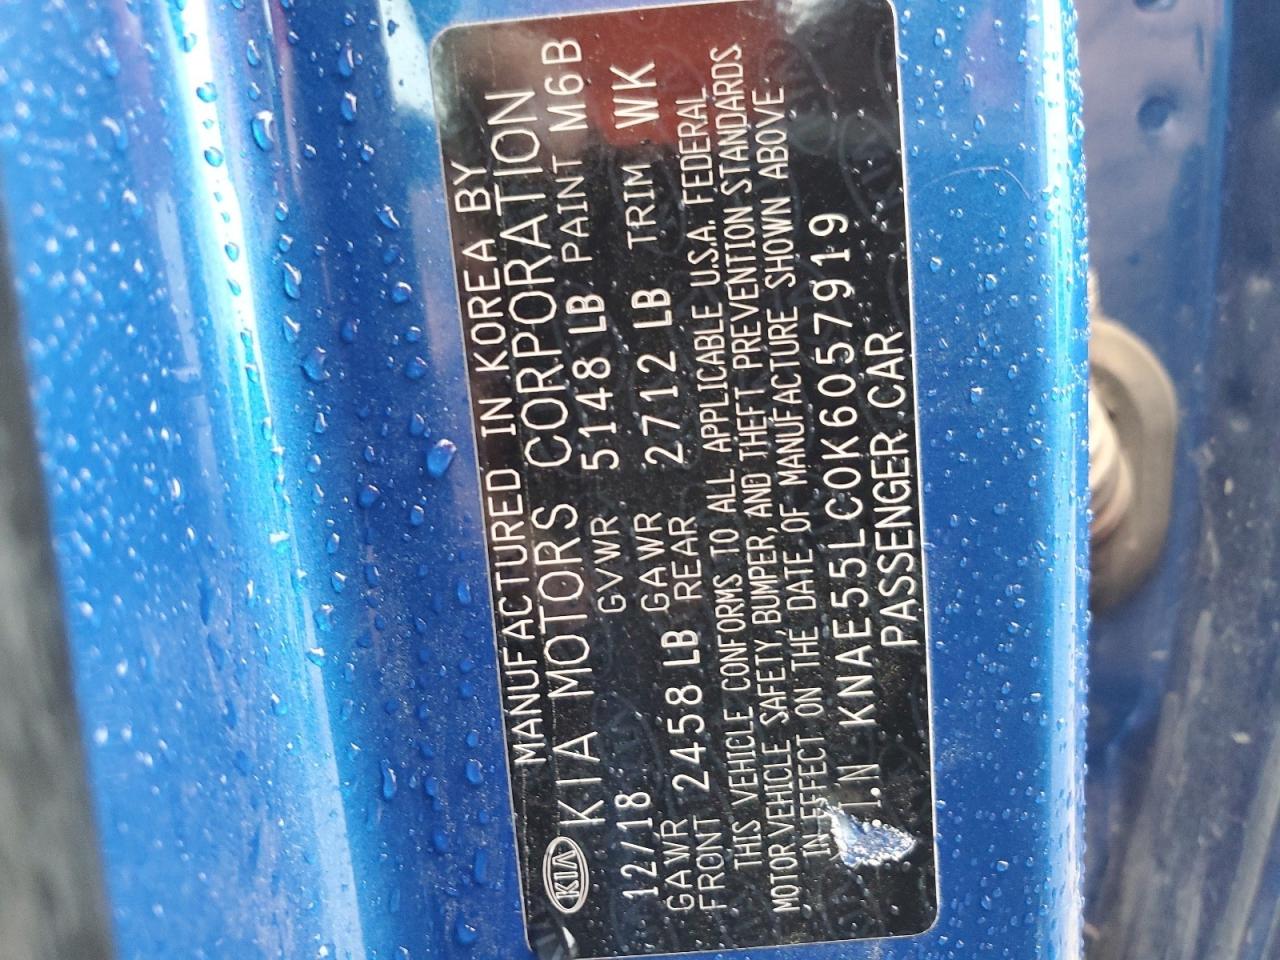 MANUFACTURED IN KOREA BY
KIA KIA MOTORS CORPORATION
12/18 GVWR 5148 LB PAINT M6B
GAWR FRONT 2458 LB GAWR REAR 2712 LB TRIM WK
THIS VEHICLE CONFORMS TO ALL APPLICABLE U.S.A. FEDERAL
MOTOR VEHICLE SAFETY, BUMPER, AND THEFT PREVENTION STANDARDS
IN EFFECT ON THE DATE OF MANUFACTURE SHOWN ABOVE.
I.N KNAE55LC0K6057919
PASSENGER CAR